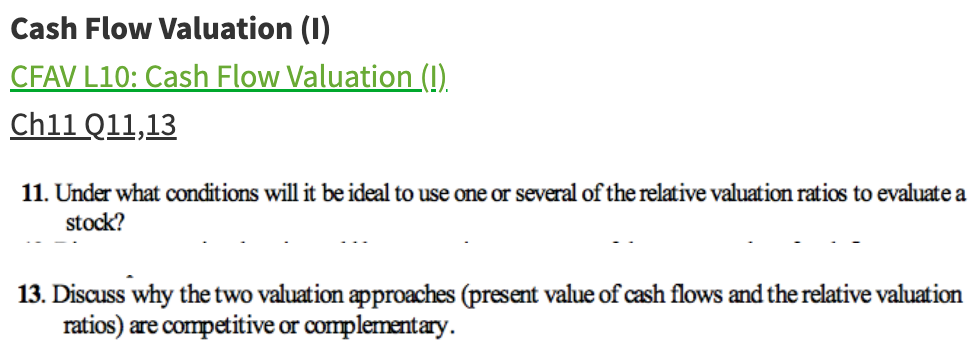 Cash Flow Valuation (I)
CFAV L10: Cash Flow Valuation (I)
Ch11 Q11,13
11. Under what conditions will it be ideal to use one or several of the relative valuation ratios to evaluate a
stock?
13. Discuss why the two valuation approaches (present value of cash flows and the relative valuation
ratios) are competitive or complementary.